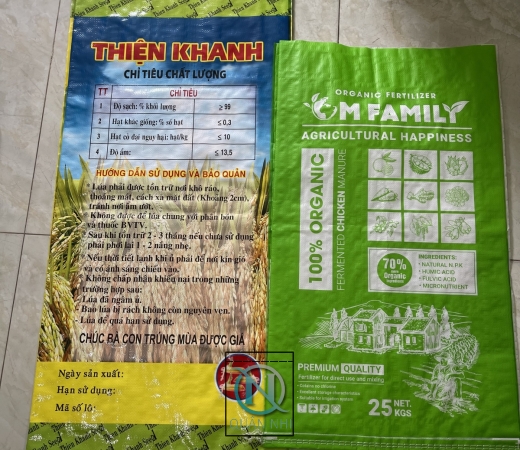 THIỆN KHANH
CHỈ TIÊU CHẤT LƯỢNG
TT CHỈ TIÊU
1 Độ sạch: % khối lượng ≥ 99
2 Hạt khác giống: % số hạt ≤ 0,3
3 Hạt cỏ dại nguy hại: hạt/kg ≤ 10
4 Độ ẩm: ≤ 13,5
HƯỚNG DẪN SỬ DỤNG VÀ BẢO QUẢN
* Lúa phải được tồn trữ nơi khô ráo,
thoáng mát, cách xa mặt đất (Khoảng 2cm),
tránh nơi ẩm ướt.
* Không được để lúa chung với phân bón
và thuốc BVTV.
* Sau khi tồn trữ 2 - 3 tháng nếu chưa sử dụng
phải phơi lại 1 - 2 nắng nhẹ.
* Nếu thời tiết lạnh khi ủ phải để nơi kín gió
và có ánh sáng chiếu vào.
* Không chấp nhận khiếu nại trong những
trường hợp sau:
- Lúa đã ngâm ủ.
- Bao lúa bị rách không còn nguyên vẹn.
- Lúa để quá hạn sử dụng.
CHÚC BÀ CON TRÚNG MÙA ĐƯỢC GIÁ
Ngày sản xuất:
Hạn sử dụng:
Mã số lô:
ORGANIC FERTILIZER
OM FAMILY
AGRICULTURAL HAPPINESS
100% ORGANIC
FERMENTED CHICKEN MANURE
70%
Organic
INGREDIENTS:
• NATURAL N.P.K
• HUMIC ACID
• FULVIC ACID
• MICRONUTRIENT
PREMIUM QUALITY
Fertilizer for direct use and mixing
25 NET.
KGS